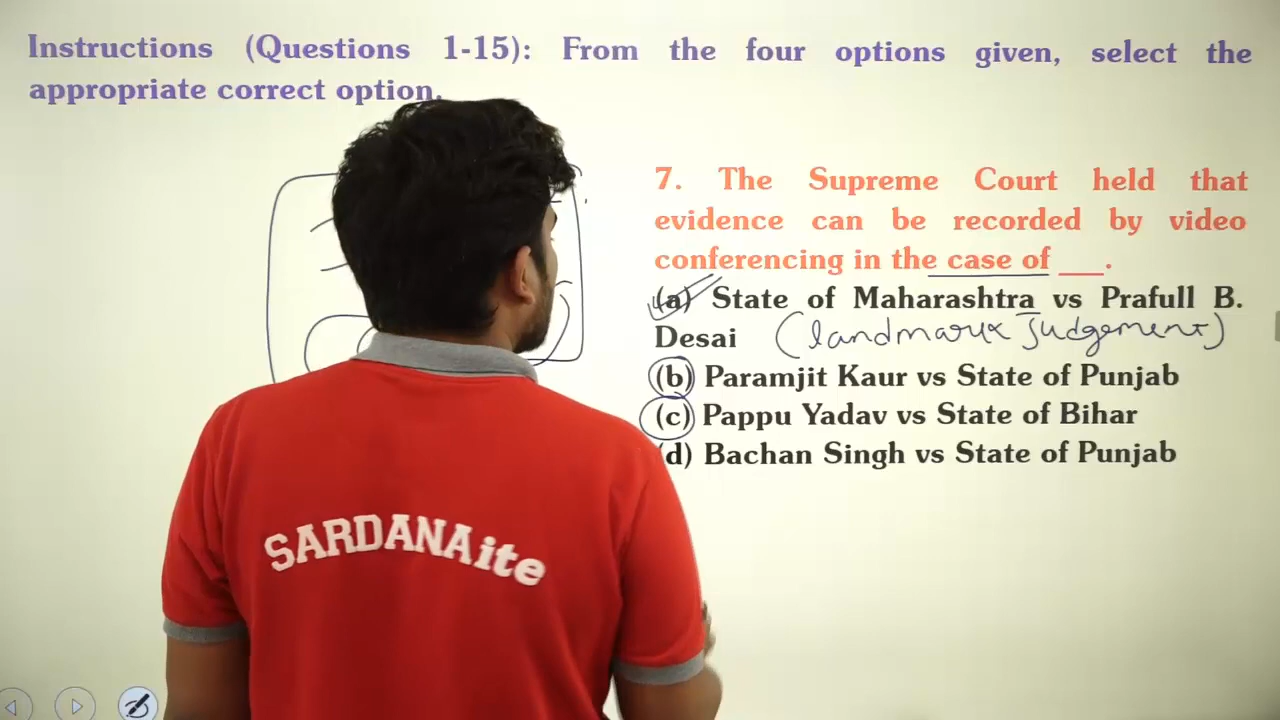 Instructions (Questions 1-15): From the four options given, select the
appropriate correct option.
7. The Supreme Court held that
evidence can be recorded by video
conferencing in the case of ___.
(a) State of Maharashtra vs Prafull B.
Desai (landmark Judgement)
(b) Paramjit Kaur vs State of Punjab
(c) Pappu Yadav vs State of Bihar
(d) Bachan Singh vs State of Punjab
SARDANAite